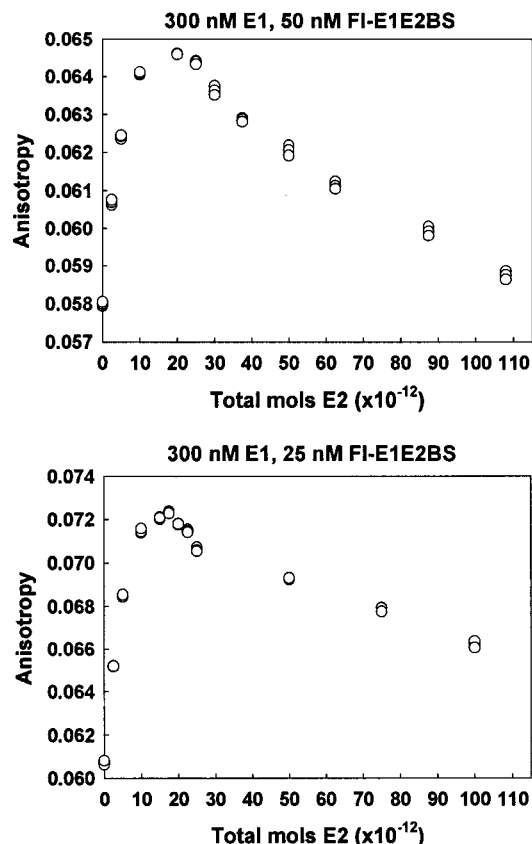 300 nM E1, 50 nM Fl-E1E2BS
0.065
0.064
0.063
0.062
0.061
0.060
0.059
0.058
0.057
Anisotropy
0 10 20 30 40 50 60 70 80 90 100 110
Total mols E2 (x10⁻¹²)
300 nM E1, 25 nM Fl-E1E2BS
0.074
0.072
0.070
0.068
0.066
0.064
0.062
0.060
Anisotropy
0 10 20 30 40 50 60 70 80 90 100 110
Total mols E2 (x10⁻¹²)